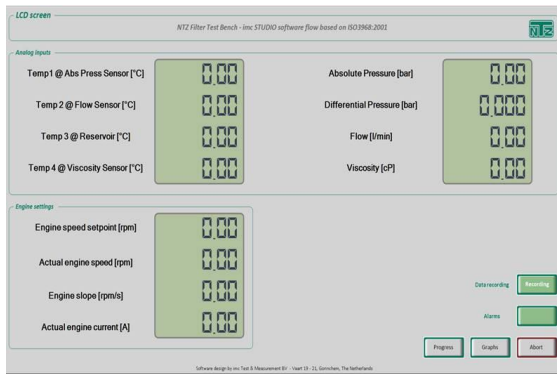 LCD screen
NTZ Filter Test Bench - imc STUDIO software flow based on ISO3968:2001
NTZ
Analog inputs
Temp1 @ Abs Press Sensor [°C] 0.00
Absolute Pressure [bar] 0.00
Temp 2 @ Flow Sensor [°C] 0.00
Differential Pressure [bar] 0.000
Temp 3 @ Reservoir [°C] 0.00
Flow [l/min] 0.00
Temp 4 @ Viscosity Sensor [°C] 0.00
Viscosity [cP] 0.00
Engine settings
Engine speed setpoint [rpm] 0.00
Actual engine speed [rpm] 0.00
Engine slope [rpm/s] 0.00
Actual engine current [A] 0.00
Data recording Recording
Alarms
Progress Graphs Abort
Software design by imc Test & Measurement BV - Vaart 19 - 21, Gorinchem, The Netherlands